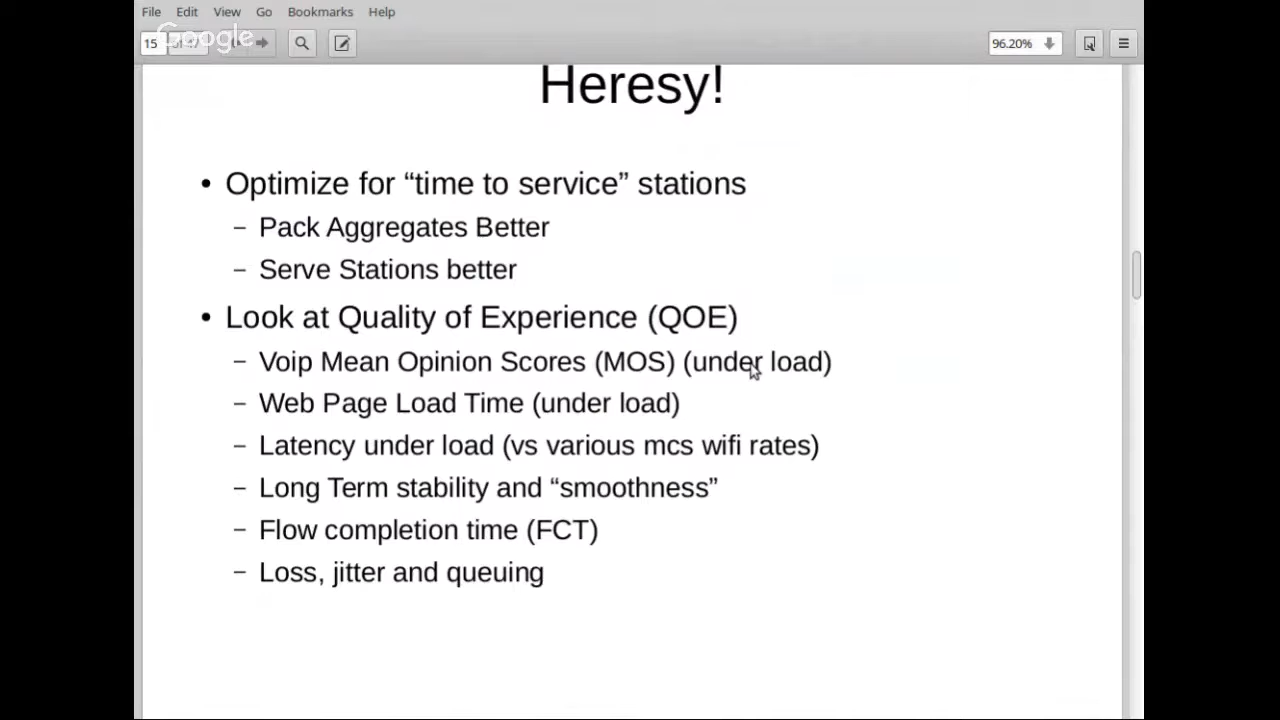 File Edit View Go Bookmarks Help
15 Google 96.20%
Heresy!
• Optimize for “time to service” stations
– Pack Aggregates Better
– Serve Stations better
• Look at Quality of Experience (QOE)
– Voip Mean Opinion Scores (MOS) (under load)
– Web Page Load Time (under load)
– Latency under load (vs various mcs wifi rates)
– Long Term stability and “smoothness”
– Flow completion time (FCT)
– Loss, jitter and queuing